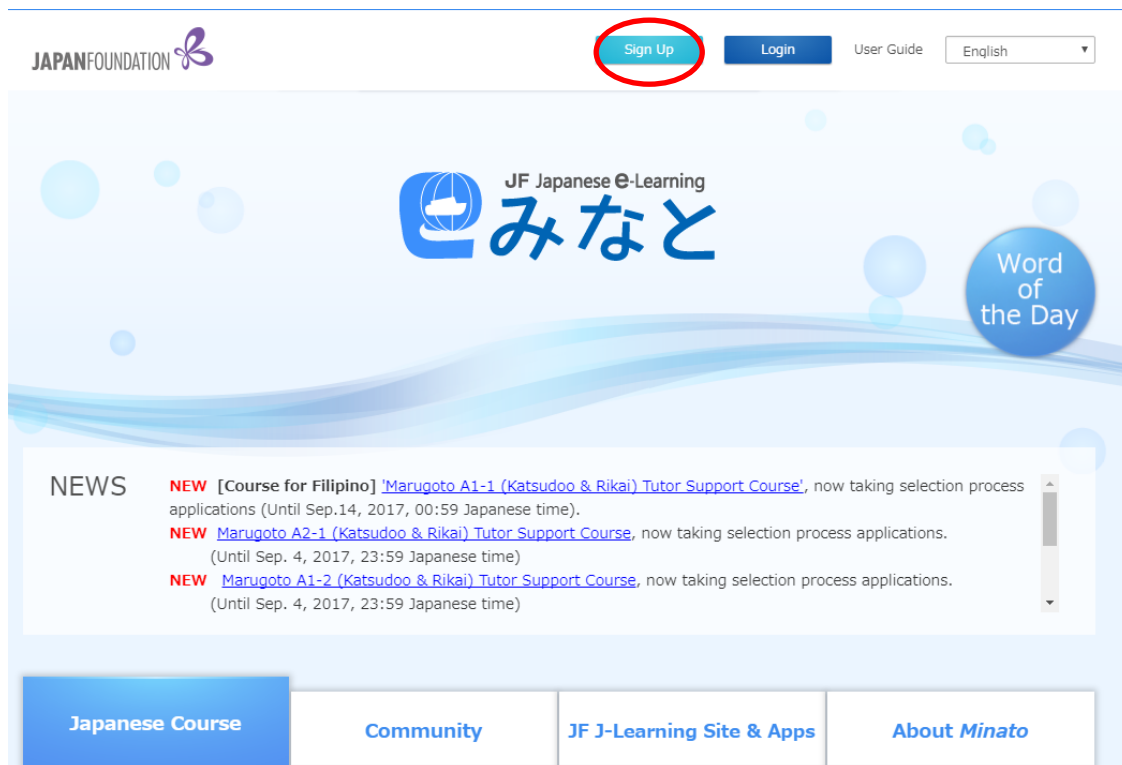 JAPANFOUNDATION
Sign Up
Login
User Guide
English
JF Japanese e-Learning
みなと
Word
of
the Day
NEWS
NEW [Course for Filipino] 'Marugoto A1-1 (Katsudoo & Rikai) Tutor Support Course', now taking selection process
applications (Until Sep.14, 2017, 00:59 Japanese time).
NEW Marugoto A2-1 (Katsudoo & Rikai) Tutor Support Course, now taking selection process applications.
(Until Sep. 4, 2017, 23:59 Japanese time)
NEW Marugoto A1-2 (Katsudoo & Rikai) Tutor Support Course, now taking selection process applications.
(Until Sep. 4, 2017, 23:59 Japanese time)
Japanese Course
Community
JF J-Learning Site & Apps
About Minato